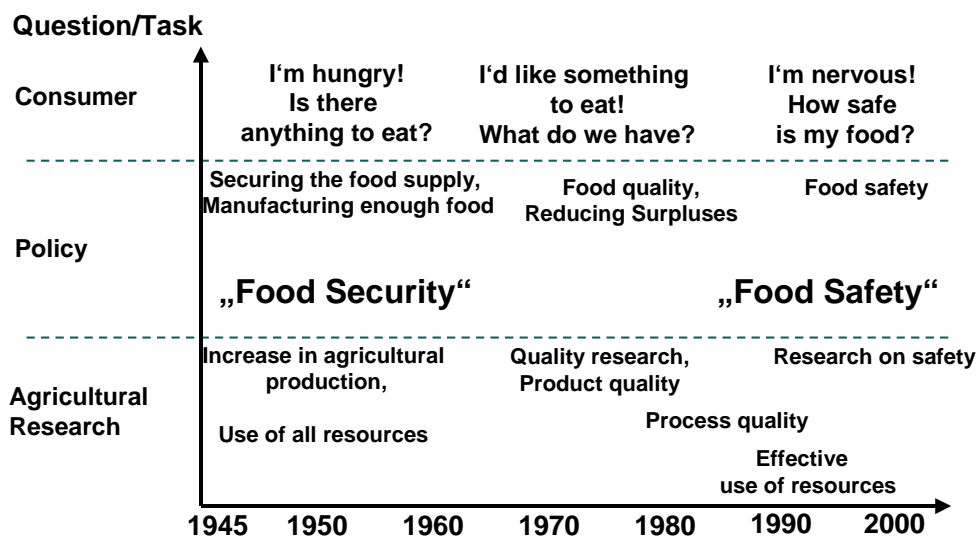 Question/Task
Consumer
I‘m hungry!
Is there
anything to eat?
I‘d like something
to eat!
What do we have?
I‘m nervous!
How safe
is my food?
Policy
Securing the food supply,
Manufacturing enough food
Food quality,
Reducing Surpluses
Food safety
„Food Security“
„Food Safety“
Agricultural
Research
Increase in agricultural
production,
Use of all resources
Quality research,
Product quality
Research on safety
Process quality
Effective
use of resources
1945 1950 1960 1970 1980 1990 2000